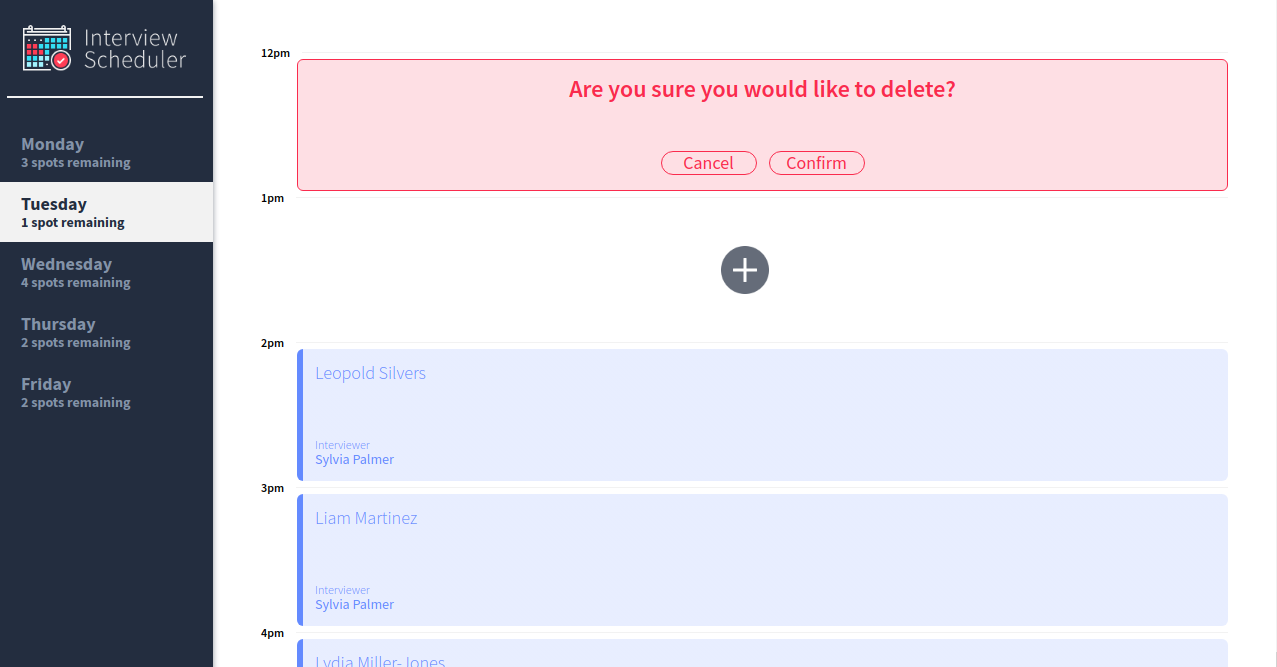 Interview
Scheduler
Monday
3 spots remaining
Tuesday
1 spot remaining
Wednesday
4 spots remaining
Thursday
2 spots remaining
Friday
2 spots remaining
12pm
Are you sure you would like to delete?
Cancel Confirm
1pm
2pm
Leopold Silvers
Interviewer
Sylvia Palmer
3pm
Liam Martinez
Interviewer
Sylvia Palmer
4pm
Lydia Miller-Jones